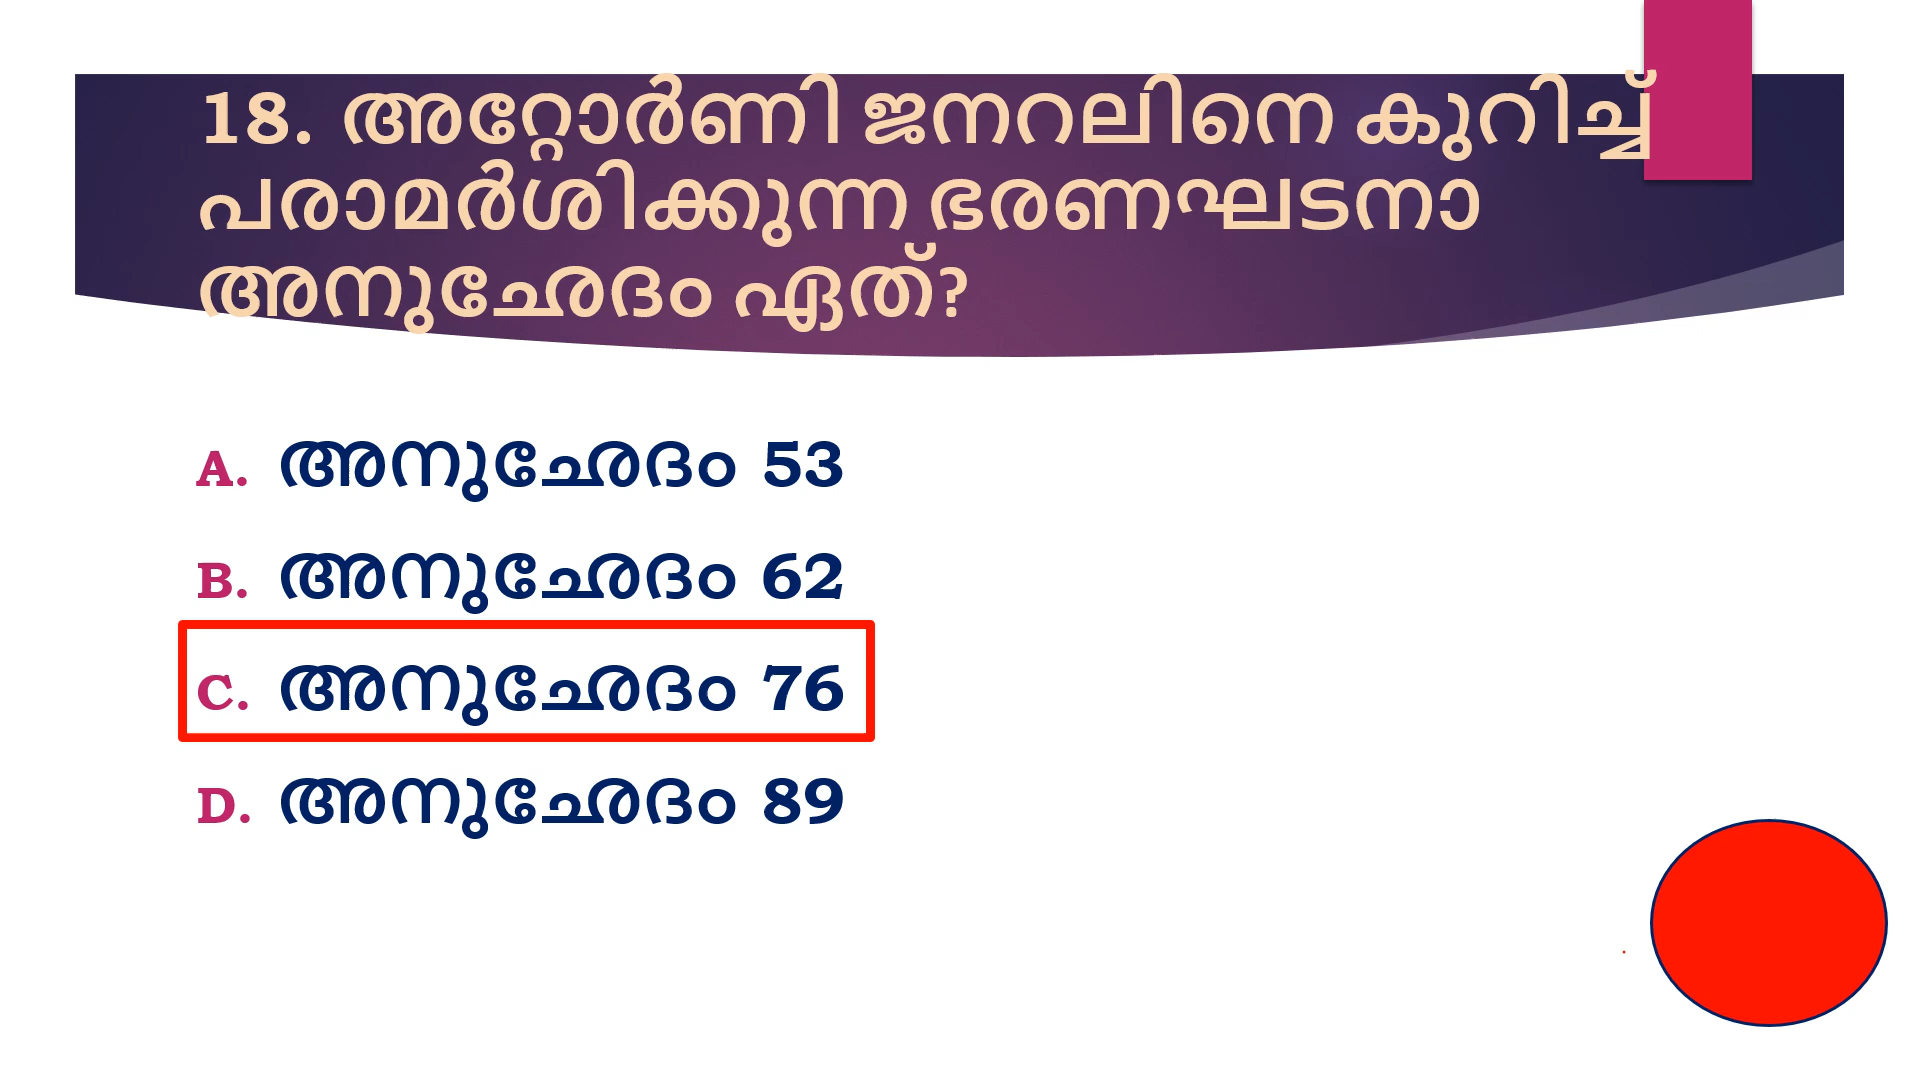 18. അറ്റോർണി ജനറലിനെ കുറിച്ച്
പരാമർശിക്കുന്ന ഭരണഘടനാ
അനുഛേദം ഏത്?
A. അനുഛേദം 53
B. അനുഛേദം 62
C. അനുഛേദം 76
D. അനുഛേദം 89